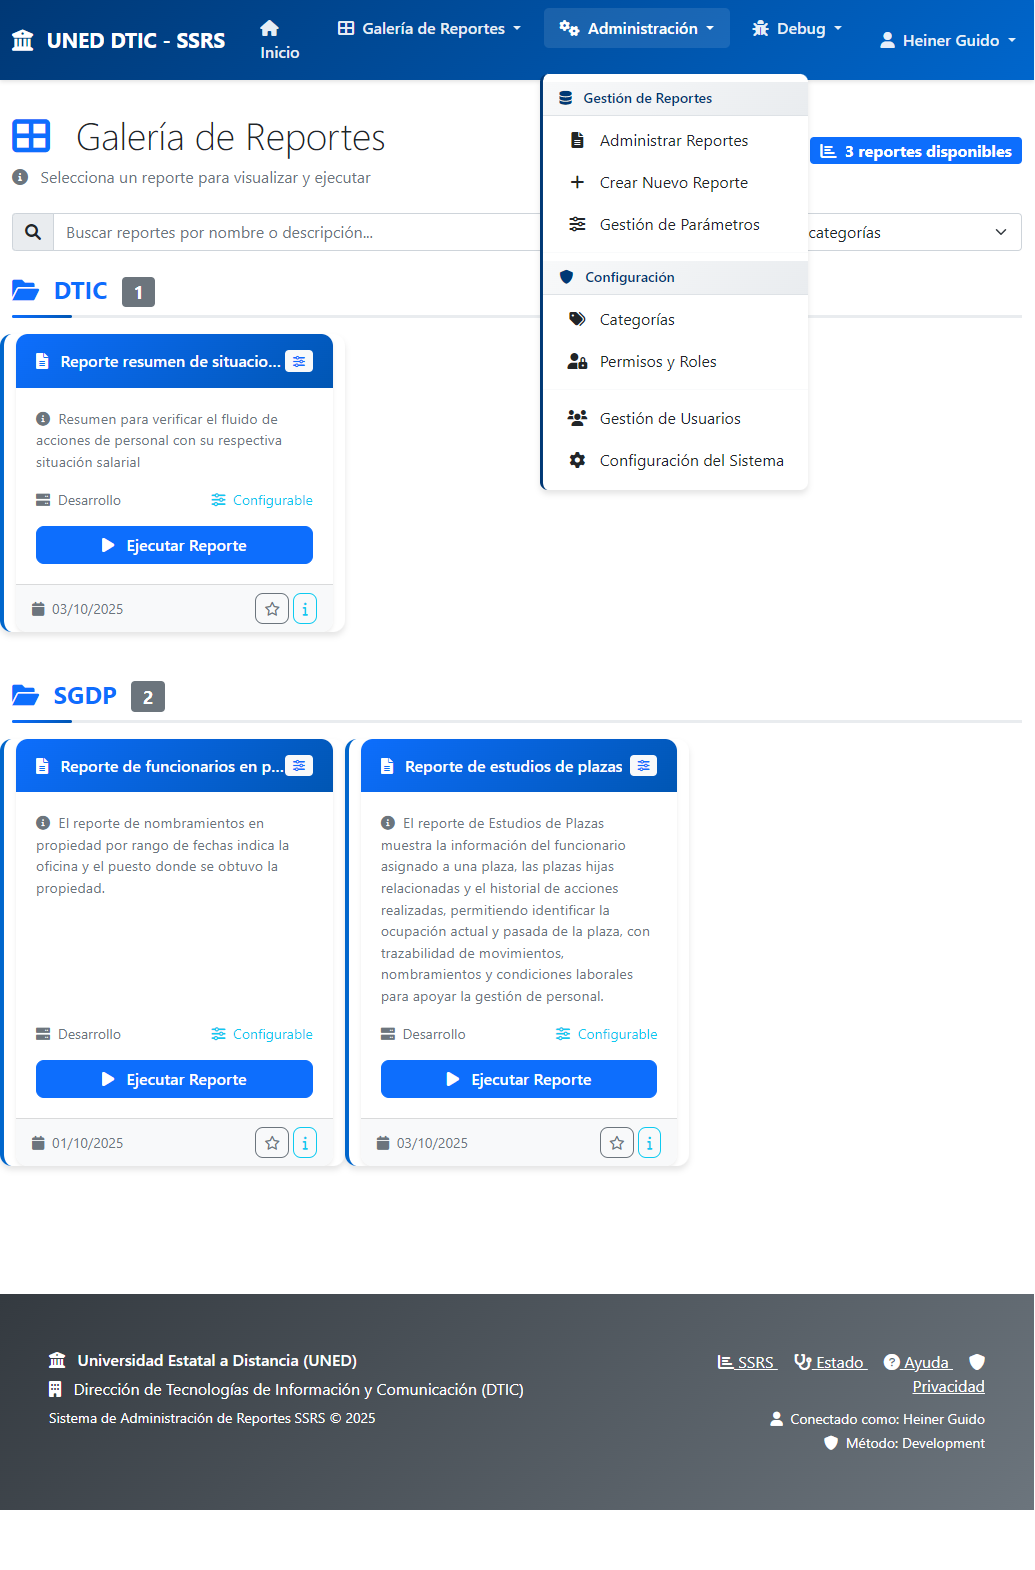 UNED DTIC - SSRS
Inicio
Galería de Reportes
Administración
Debug
Heiner Guido
Gestión de Reportes
Administrar Reportes
Crear Nuevo Reporte
Gestión de Parámetros
Configuración
Categorías
Permisos y Roles
Gestión de Usuarios
Configuración del Sistema
Galería de Reportes
Selecciona un reporte para visualizar y ejecutar
3 reportes disponibles
Buscar reportes por nombre o descripción...
categorías
DTIC 1
Reporte resumen de situacio...
Resumen para verificar el fluido de
acciones de personal con su respectiva
situación salarial
Desarrollo
Configurable
Ejecutar Reporte
03/10/2025
SGDP 2
Reporte de funcionarios en p...
El reporte de nombramientos en
propiedad por rango de fechas indica la
oficina y el puesto donde se obtuvo la
propiedad.
Desarrollo
Configurable
Ejecutar Reporte
01/10/2025
Reporte de estudios de plazas
El reporte de Estudios de Plazas
muestra la información del funcionario
asignado a una plaza, las plazas hijas
relacionadas y el historial de acciones
realizadas, permitiendo identificar la
ocupación actual y pasada de la plaza, con
trazabilidad de movimientos,
nombramientos y condiciones laborales
para apoyar la gestión de personal.
Desarrollo
Configurable
Ejecutar Reporte
03/10/2025
Universidad Estatal a Distancia (UNED)
Dirección de Tecnologías de Información y Comunicación (DTIC)
Sistema de Administración de Reportes SSRS © 2025
SSRS
Estado
Ayuda
Privacidad
Conectado como: Heiner Guido
Método: Development